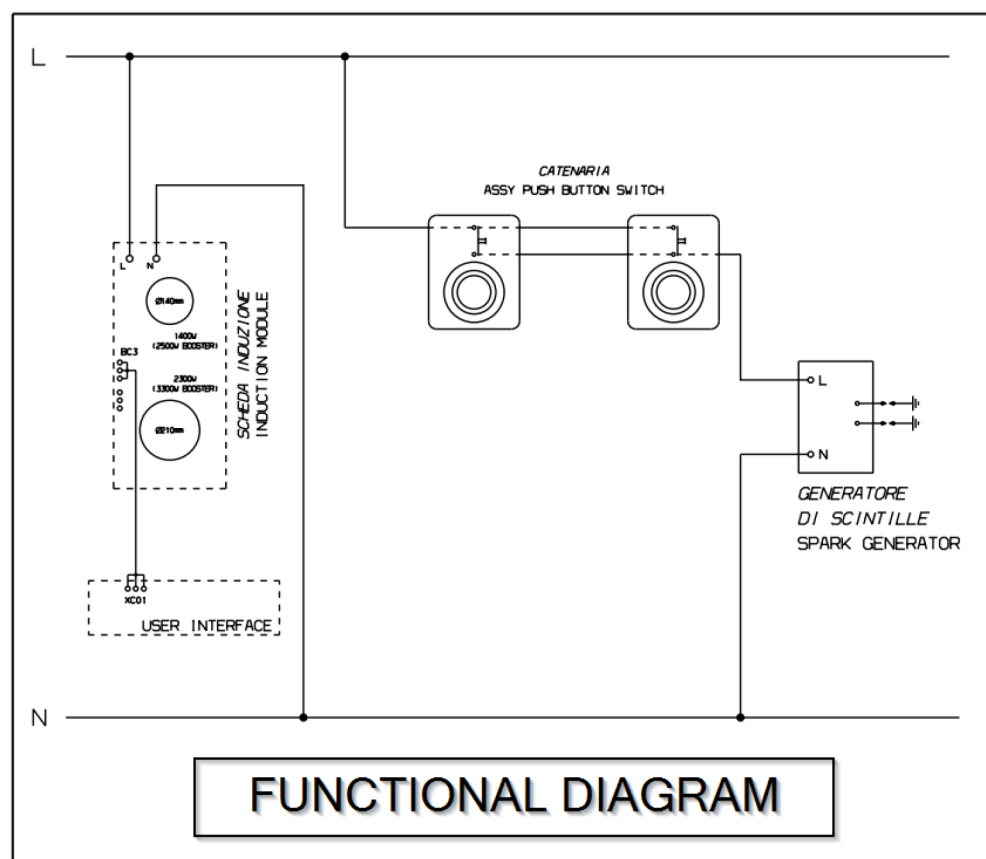 L
CATENARIA
ASSY PUSH BUTTON SWITCH
L
N
Ø140mm
1400W
(2500W BOOSTER)
BC3
2300W
(3300W BOOSTER)
Ø210mm
SCHEDA INDUZIONE
INDUCTION MODULE
L
N
GENERATORE
DI SCINTILLE
SPARK GENERATOR
XC01
USER INTERFACE
N
FUNCTIONAL DIAGRAM